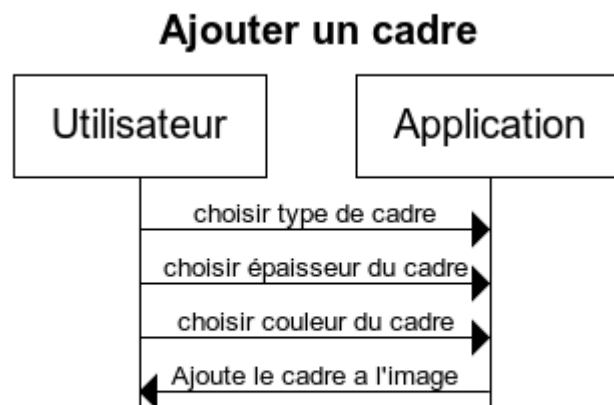 Ajouter un cadre
Utilisateur
Application
choisir type de cadre
choisir épaisseur du cadre
choisir couleur du cadre
Ajoute le cadre a l'image